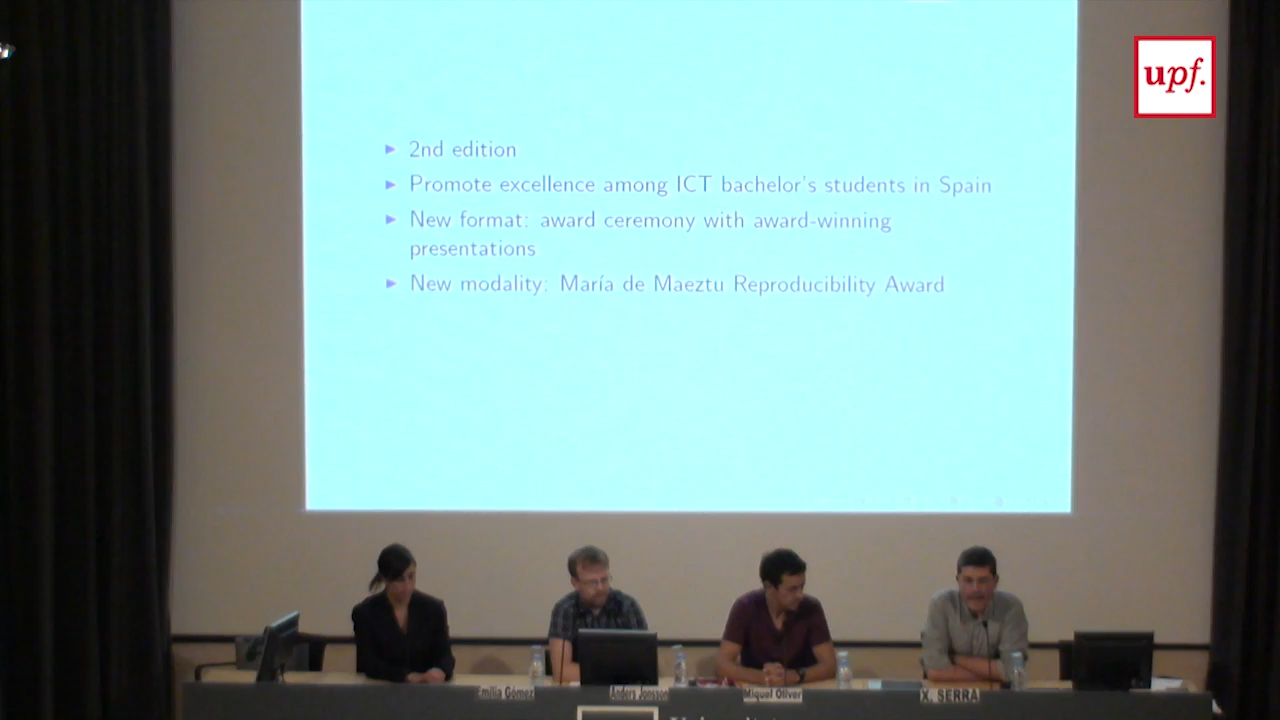 upf.
2nd edition
Promote excellence among ICT bachelor's students in Spain
New format: award ceremony with award-winning
presentations
New modality: María de Maeztu Reproducibility Award
Emilia Gómez
Anders Jonsson
Miquel Oliver
X. SERRA